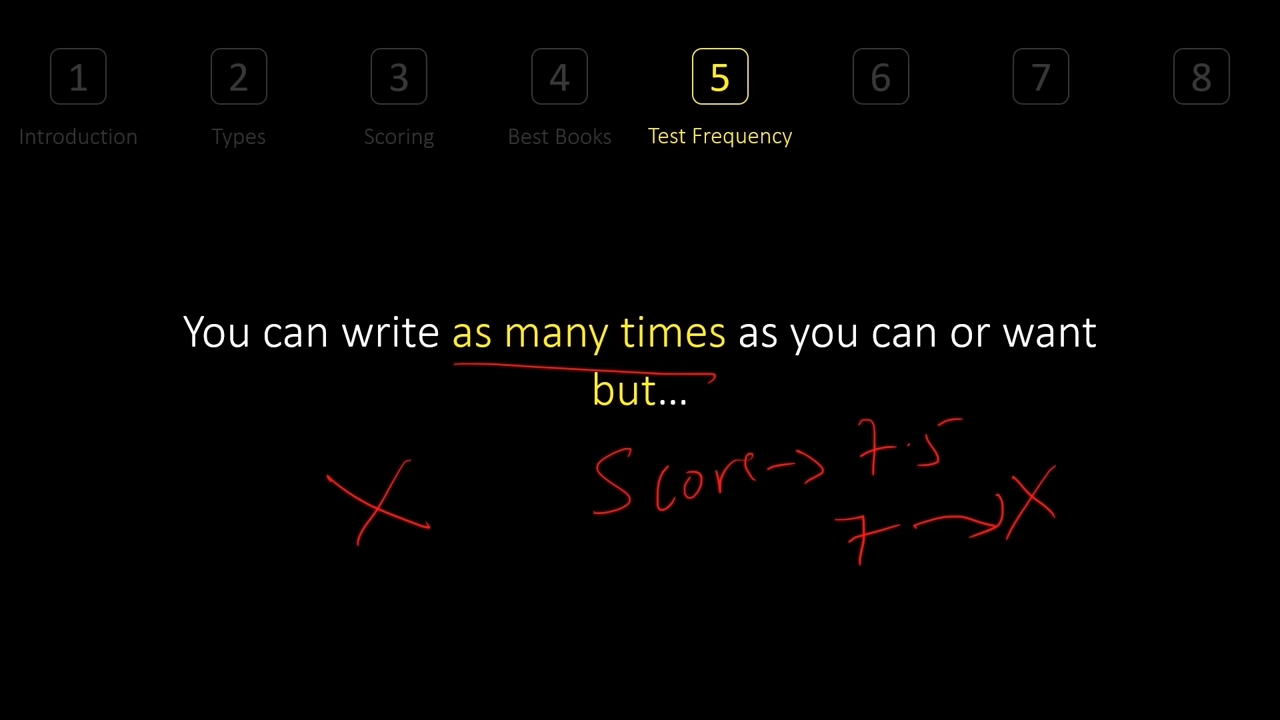 1 2 3 4 5 6 7 8
Introduction Types Scoring Best Books Test Frequency
You can write as many times as you can or want
but...
Score→ 7.5
7 → X
X